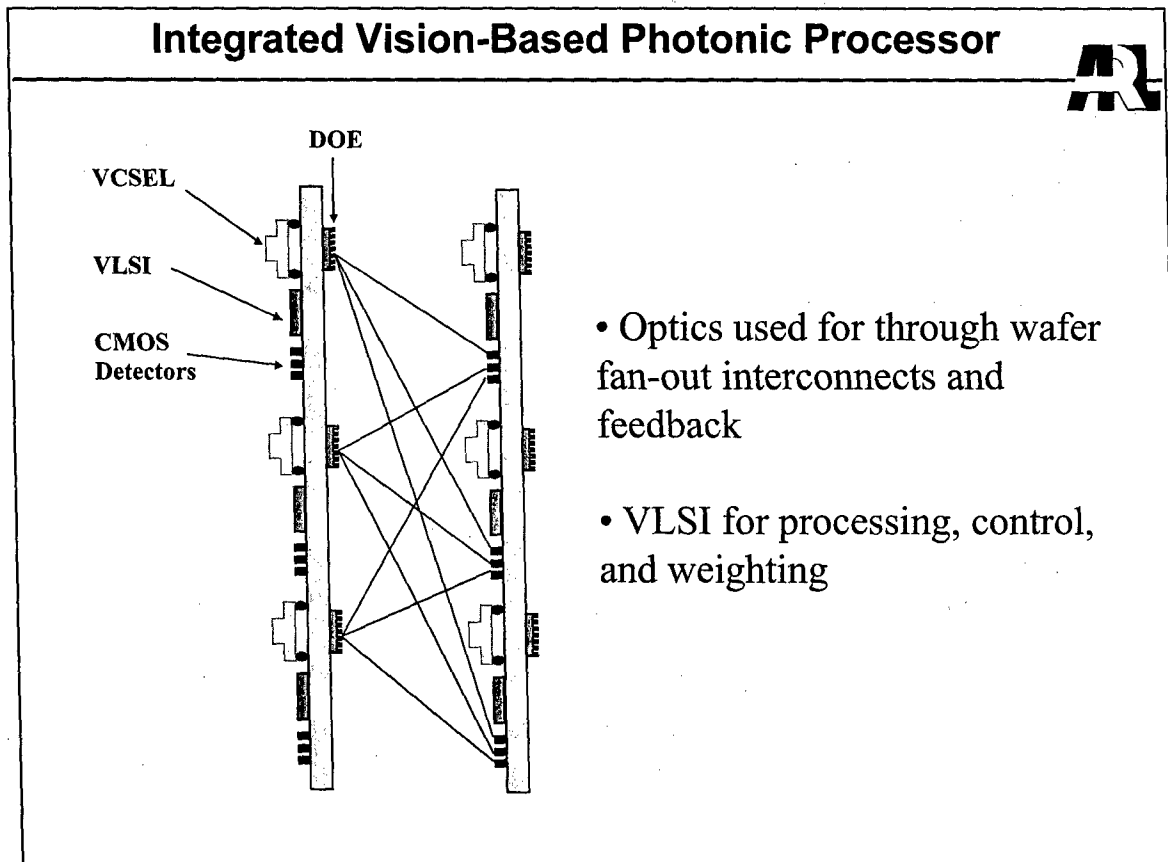 Integrated Vision-Based Photonic Processor
ARL
DOE
VCSEL
VLSI
CMOS
Detectors
• Optics used for through wafer
fan-out interconnects and
feedback
• VLSI for processing, control,
and weighting